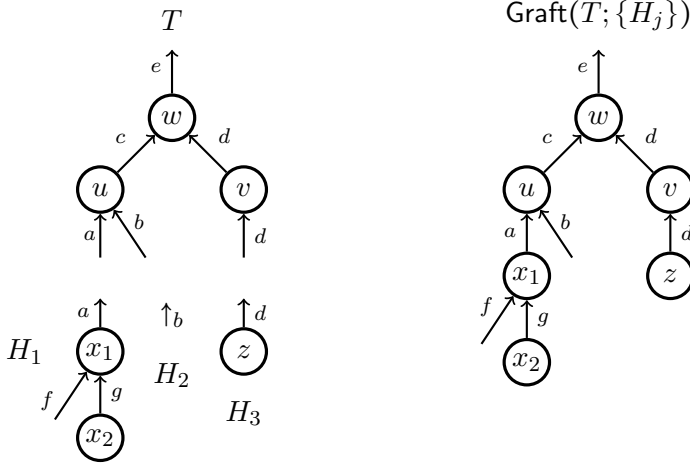 T
Graft(T; {H_j})
e
e
w
w
c
d
c
d
u
v
u
v
a
b
d
a
b
d
x_1
z
a
b
d
f
g
H_1
x_1
H_2
z
x_2
f
g
H_3
x_2